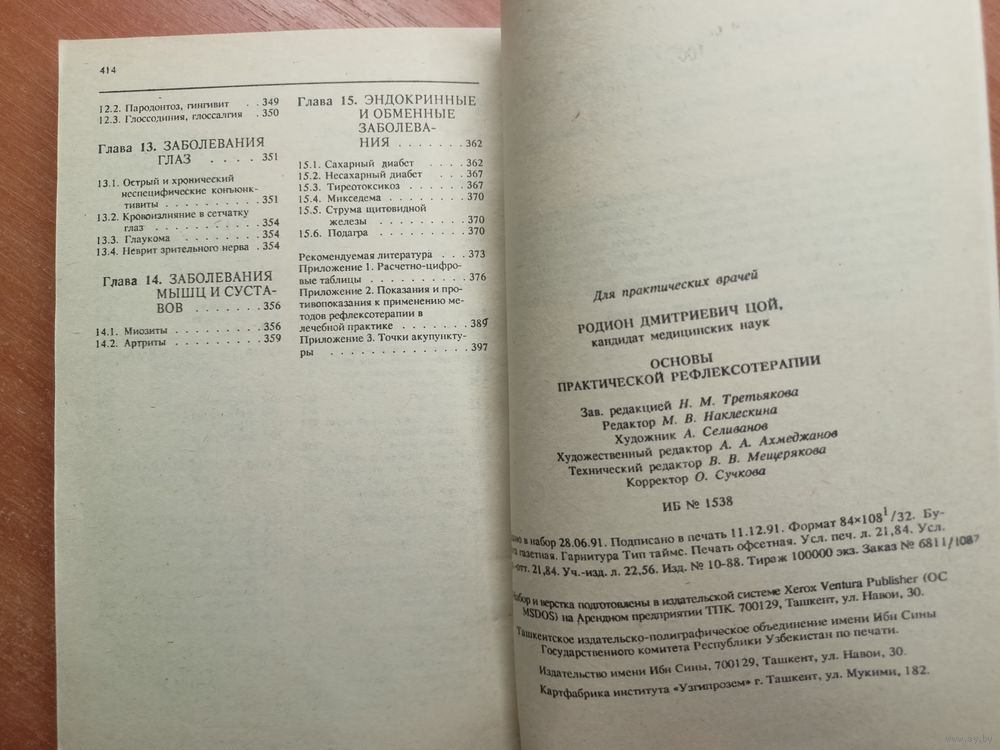 414
12.2. Пародонтоз, гингивит . . 349
12.3. Глоссодиния, глоссалгия . 350
Глава 13. ЗАБОЛЕВАНИЯ
ГЛАЗ . . . . 351
13.1. Острый и хронический
неспецифические конъюнк-
тивиты . . . . . . . . . 351
13.2. Кровоизлияние в сетчатку
глаз . . . . . . . . . . . 354
13.3. Глаукома . . . . . . . . 354
13.4. Неврит зрительного нерва . 354
Глава 14. ЗАБОЛЕВАНИЯ
МЫШЦ И СУСТА-
ВОВ . . . . . . . 356
14.1. Миозиты . . . . . . . . 356
14.2. Артриты . . . . . . . . 359
Глава 15. ЭНДОКРИННЫЕ
И ОБМЕННЫЕ
ЗАБОЛЕВА-
НИЯ . . . . . . . 362
15.1. Сахарный диабет . . . . 362
15.2. Несахарный диабет . . . 367
15.3. Тиреотоксикоз . . . . . 367
15.4. Микседема . . . . . . . 370
15.5. Струма щитовидной
железы . . . . . . . . 370
15.6. Подагра . . . . . . . . 370
Рекомендуемая литература . . . 373
Приложение 1. Расчетно-цифро-
вые таблицы . . . . . . . . 376
Приложение 2. Показания и про-
тивопоказания к применению ме-
тодов рефлексотерапии в
лечебной практике . . . . . . . 389
Приложение 3. Точки акупункту-
ры . . . . . . . . . . . . . 397
100
Для практических врачей
РОДИОН ДМИТРИЕВИЧ ЦОЙ,
кандидат медицинских наук
ОСНОВЫ
ПРАКТИЧЕСКОЙ РЕФЛЕКСОТЕРАПИИ
Зав. редакцией Н. М. Третьякова
Редактор М. В. Наклескина
Художник А. Селиванов
Художественный редактор А. А. Ахмеджанов
Технический редактор В. В. Мещерякова
Корректор О. Сучкова
ИБ № 1538
в набор 28.06.91. Подписано в печать 11.12.91. Формат 84×108¹/32. Бу-
газетная. Гарнитура Тип таймс. Печать офсетная. Усл. печ. л. 21,84. Усл.
-отт. 21,84. Уч.-изд. л. 22,56. Изд. № 10-88. Тираж 100000 экз. Заказ № 6811/1087
Набор и верстка подготовлены в издательской системе Xerox Ventura Publisher (ОС
MSDOS) на Арендном предприятии ТПК. 700129, Ташкент, ул. Навои, 30.
Ташкентское издательско-полиграфическое объединение имени Ибн Сины
Государственного комитета Республики Узбекистан по печати.
Издательство имени Ибн Сины, 700129, Ташкент, ул. Навои, 30.
Картфабрика института «Узгипрозем» г. Ташкент, ул. Мукими, 182.